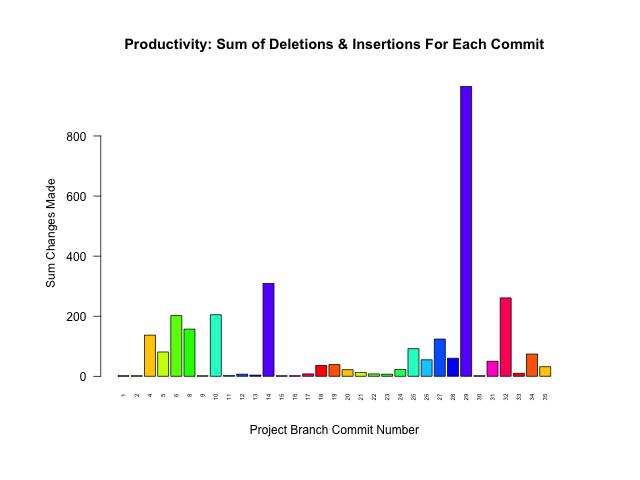 Productivity: Sum of Deletions & Insertions For Each Commit
Sum Changes Made
800
600
400
200
0
1 2 4 5 6 8 9 10 11 12 13 14 15 16 17 18 19 20 21 22 23 24 25 26 27 28 29 30 31 32 33 34 35
Project Branch Commit Number